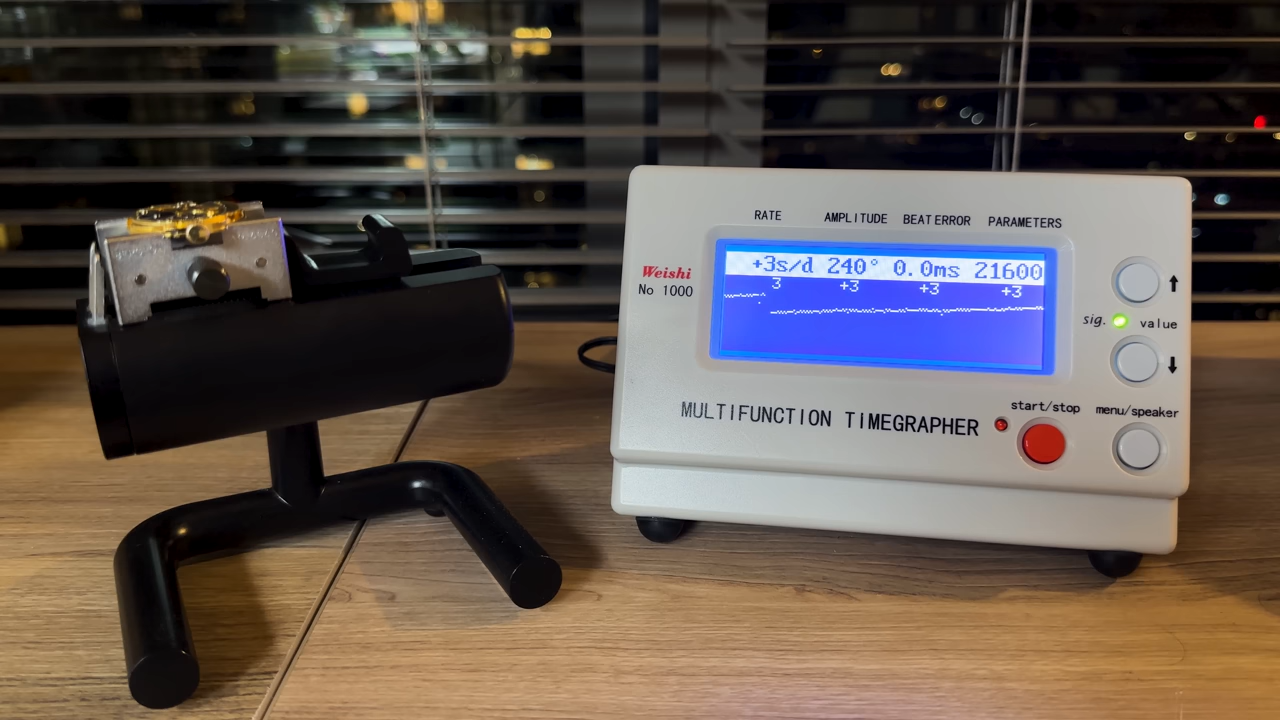 RATE AMPLITUDE BEAT ERROR PARAMETERS
+3s/d 240° 0.0ms 21600
3 +3 +3 +3
Weishi
No 1000
sig. value
MULTIFUNCTION TIMEGRAPHER
start/stop
menu/speaker